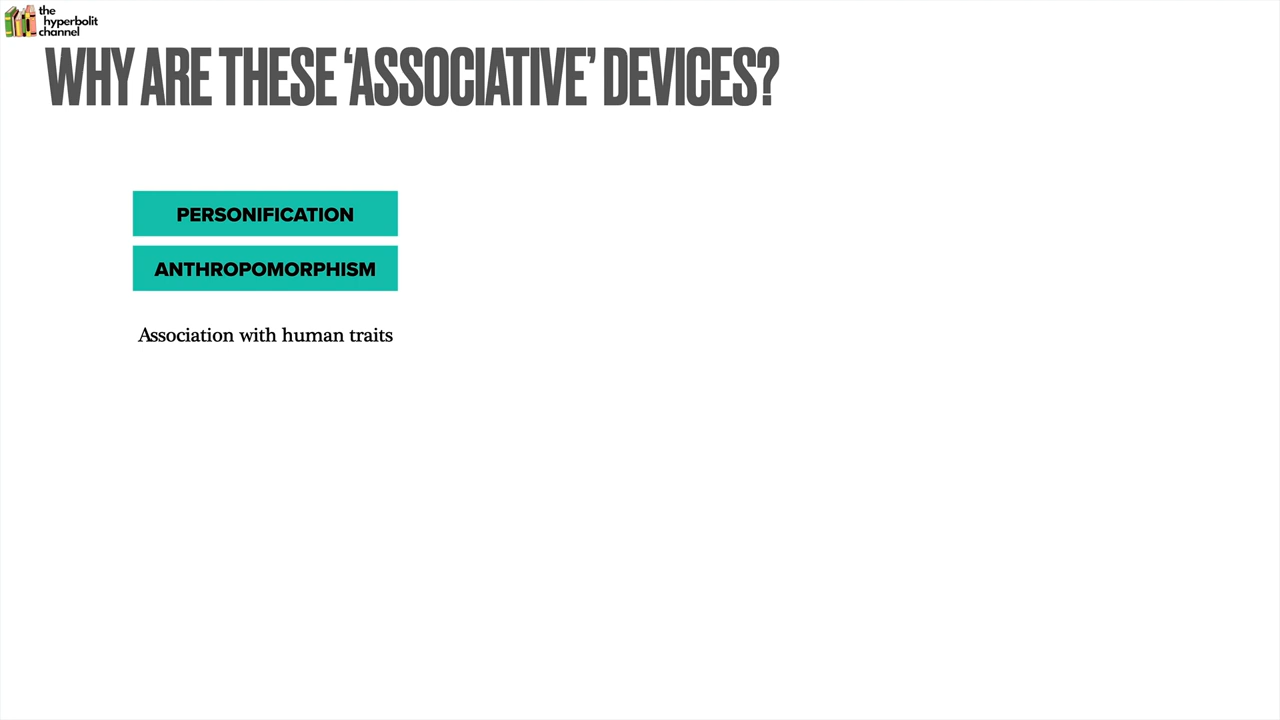 the
hyperbolit
channel
WHY ARE THESE ‘ASSOCIATIVE’ DEVICES?
PERSONIFICATION
ANTHROPOMORPHISM
Association with human traits